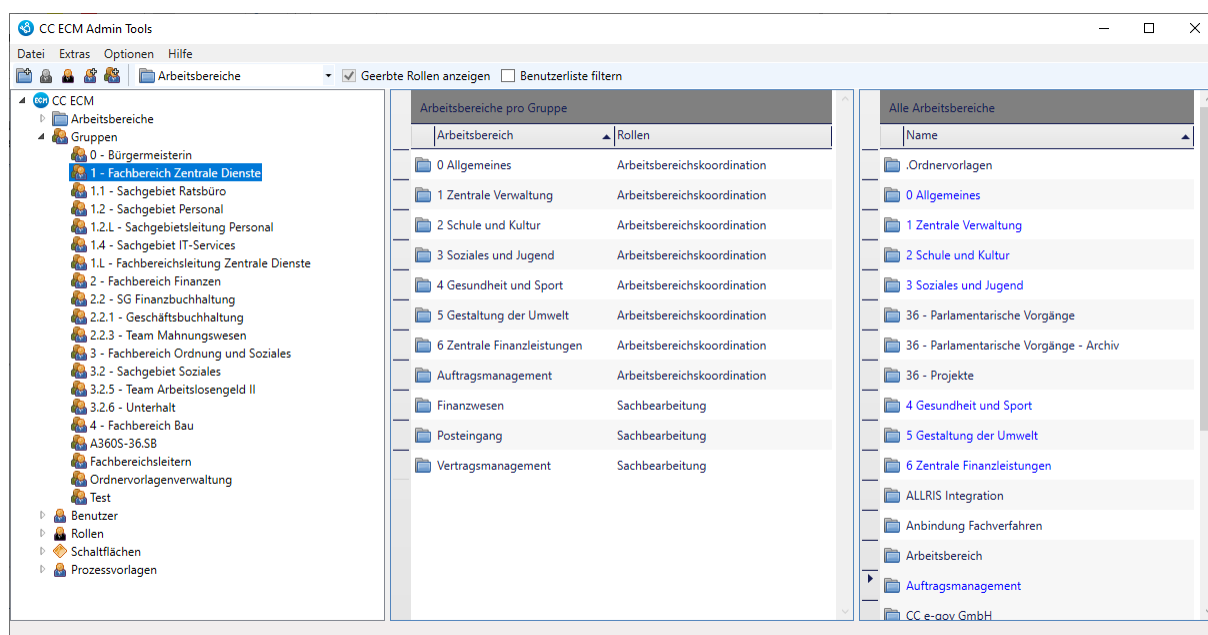 CC ECM Admin Tools
Datei Extras Optionen Hilfe
Arbeitsbereiche Geerbte Rollen anzeigen Benutzerliste filtern
ECM CC ECM
Arbeitsbereiche
Gruppen
0 - Bürgermeisterin
1 - Fachbereich Zentrale Dienste
1.1 - Sachgebiet Ratsbüro
1.2 - Sachgebiet Personal
1.2.L - Sachgebietsleitung Personal
1.4 - Sachgebiet IT-Services
1.L - Fachbereichsleitung Zentrale Dienste
2 - Fachbereich Finanzen
2.2 - SG Finanzbuchhaltung
2.2.1 - Geschäftsbuchhaltung
2.2.3 - Team Mahnungswesen
3 - Fachbereich Ordnung und Soziales
3.2 - Sachgebiet Soziales
3.2.5 - Team Arbeitslosengeld II
3.2.6 - Unterhalt
4 - Fachbereich Bau
A360S-36.SB
Fachbereichsleitern
Ordnervorlagenverwaltung
Test
Benutzer
Rollen
Schaltflächen
Prozessvorlagen
Arbeitsbereiche pro Gruppe
Arbeitsbereich Rollen
0 Allgemeines Arbeitsbereichskoordination
1 Zentrale Verwaltung Arbeitsbereichskoordination
2 Schule und Kultur Arbeitsbereichskoordination
3 Soziales und Jugend Arbeitsbereichskoordination
4 Gesundheit und Sport Arbeitsbereichskoordination
5 Gestaltung der Umwelt Arbeitsbereichskoordination
6 Zentrale Finanzleistungen Arbeitsbereichskoordination
Auftragsmanagement Arbeitsbereichskoordination
Finanzwesen Sachbearbeitung
Posteingang Sachbearbeitung
Vertragsmanagement Sachbearbeitung
Alle Arbeitsbereiche
Name
.Ordnervorlagen
0 Allgemeines
1 Zentrale Verwaltung
2 Schule und Kultur
3 Soziales und Jugend
36 - Parlamentarische Vorgänge
36 - Parlamentarische Vorgänge - Archiv
36 - Projekte
4 Gesundheit und Sport
5 Gestaltung der Umwelt
6 Zentrale Finanzleistungen
ALLRIS Integration
Anbindung Fachverfahren
Arbeitsbereich
Auftragsmanagement
CC e-gov GmbH